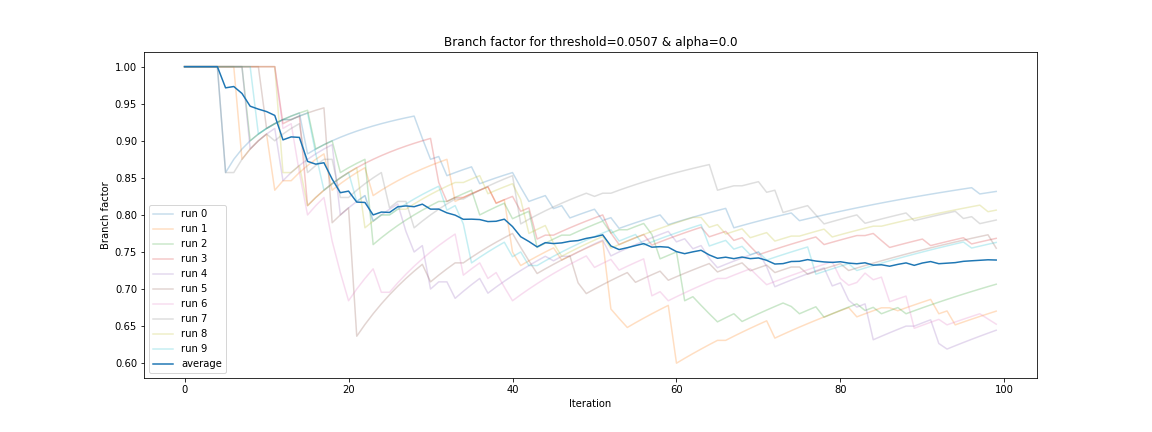 Branch factor for threshold=0.0507 & alpha=0.0
Branch factor
1.00
0.95
0.90
0.85
0.80
0.75
0.70
0.65
0.60
run 0
run 1
run 2
run 3
run 4
run 5
run 6
run 7
run 8
run 9
average
0 20 40 60 80 100
Iteration